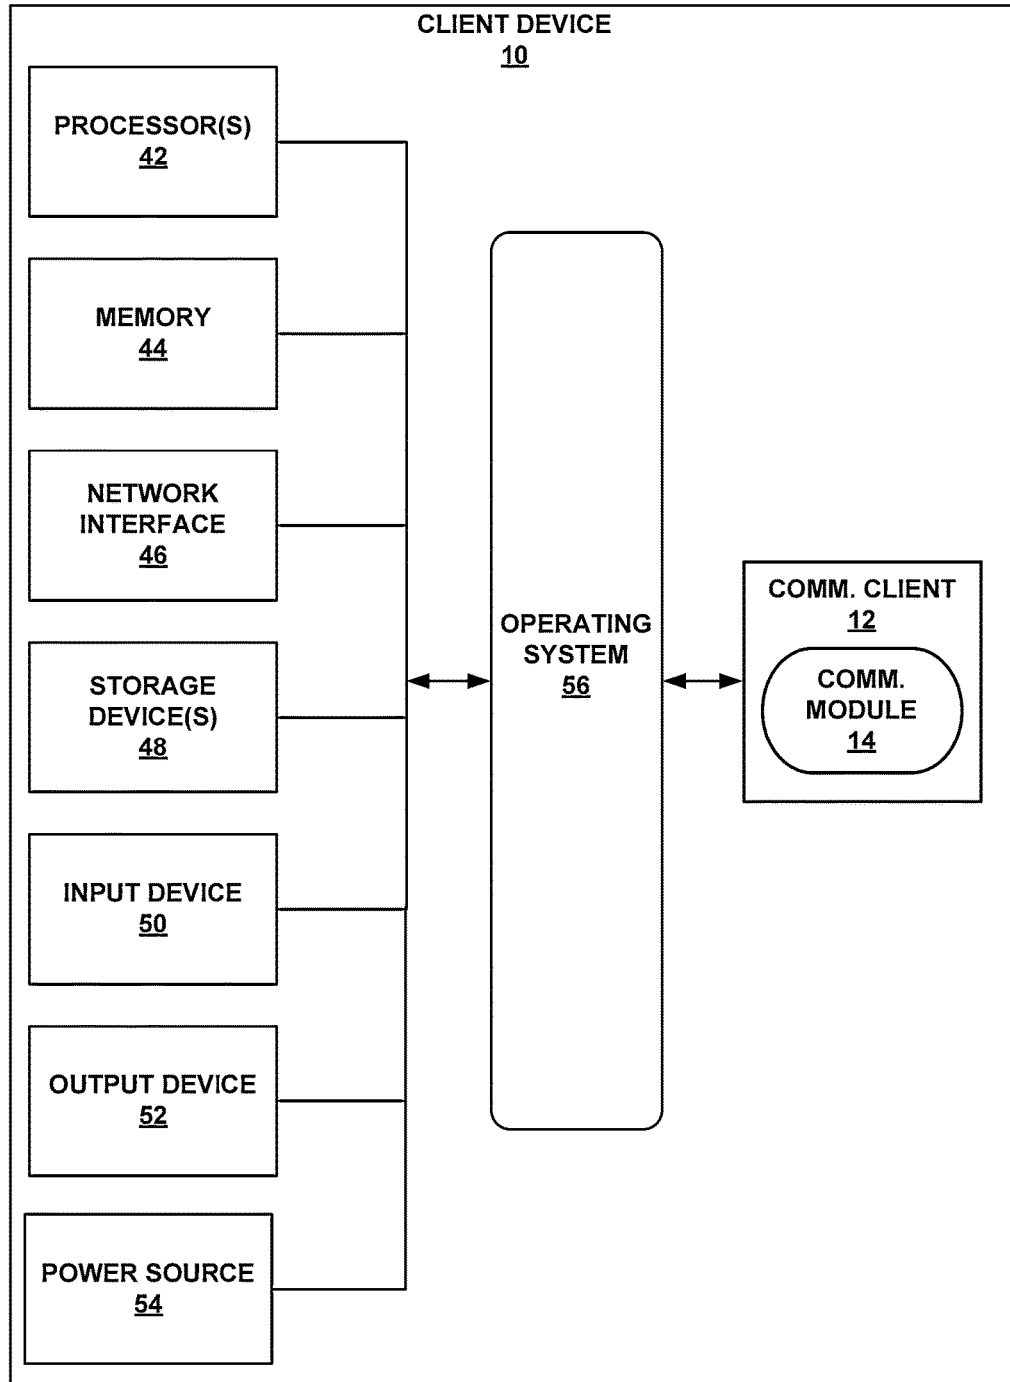 CLIENT DEVICE
10
PROCESSOR(S)
42
MEMORY
44
NETWORK
INTERFACE
46
STORAGE
DEVICE(S)
48
INPUT DEVICE
50
OUTPUT DEVICE
52
POWER SOURCE
54
OPERATING
SYSTEM
56
COMM. CLIENT
12
COMM.
MODULE
14